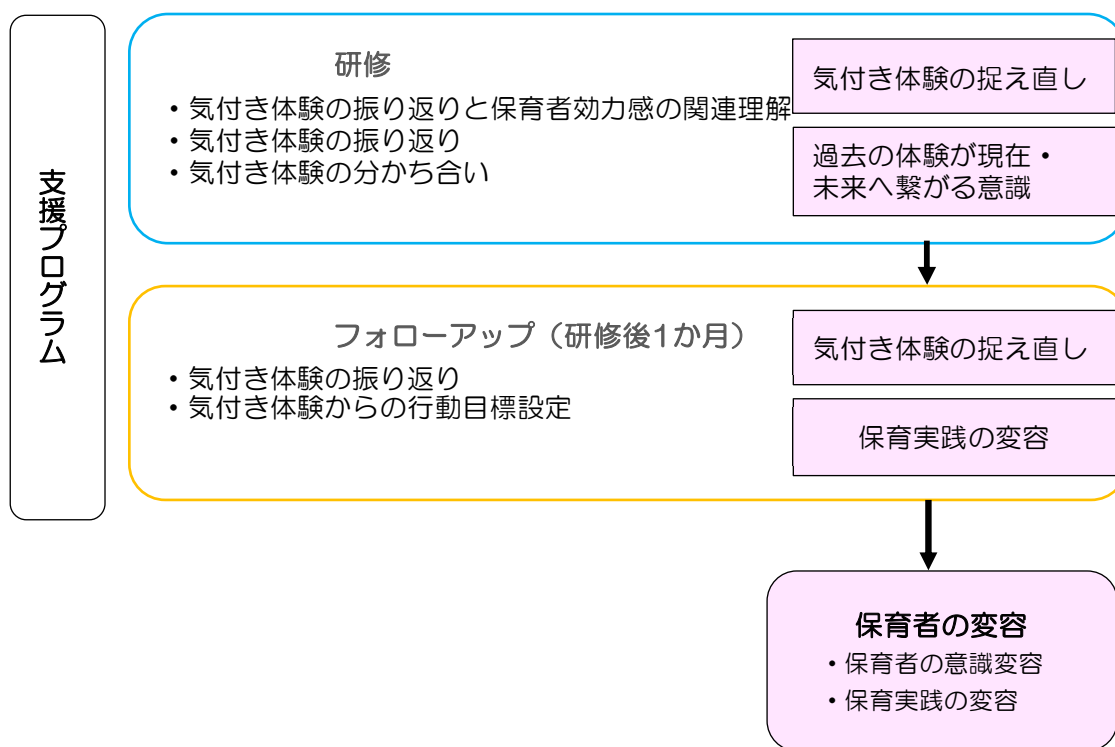 支援プログラム
研修
・気付き体験の振り返りと保育者効力感の関連理解
・気付き体験の振り返り
・気付き体験の分かち合い
気付き体験の捉え直し
過去の体験が現在・
未来へ繋がる意識
フォローアップ（研修後1か月）
・気付き体験の振り返り
・気付き体験からの行動目標設定
気付き体験の捉え直し
保育実践の変容
保育者の変容
・保育者の意識変容
・保育実践の変容